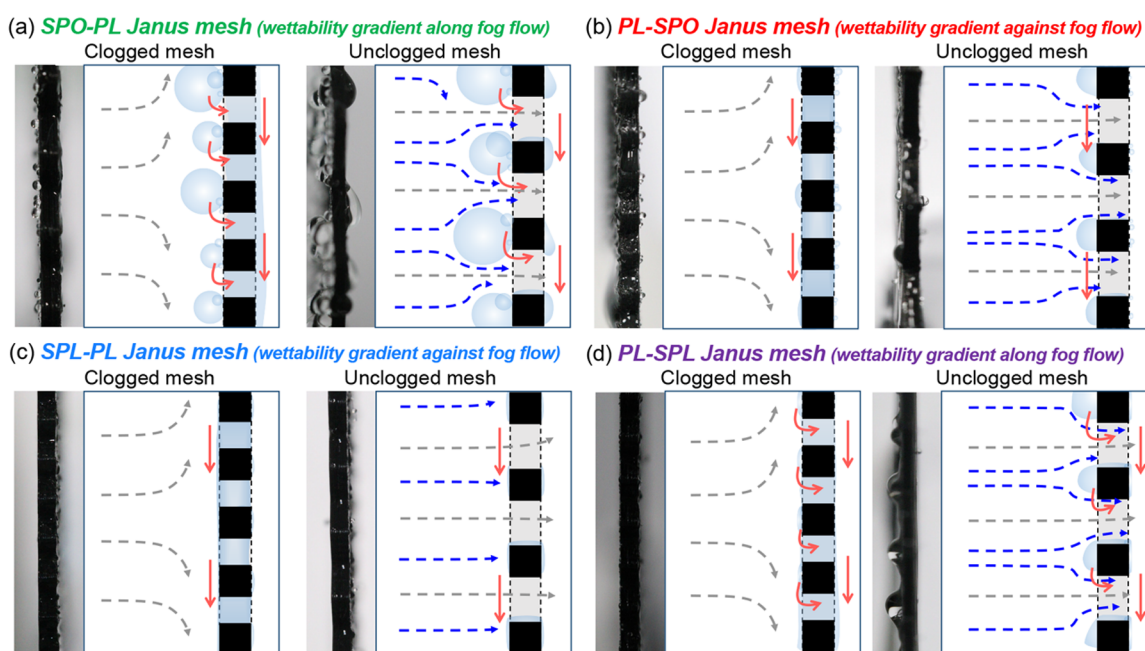 (a) SPO-PL Janus mesh (wettability gradient along fog flow)
Clogged mesh
Unclogged mesh
(b) PL-SPO Janus mesh (wettability gradient against fog flow)
Clogged mesh
Unclogged mesh
(c) SPL-PL Janus mesh (wettability gradient against fog flow)
Clogged mesh
Unclogged mesh
(d) PL-SPL Janus mesh (wettability gradient along fog flow)
Clogged mesh
Unclogged mesh